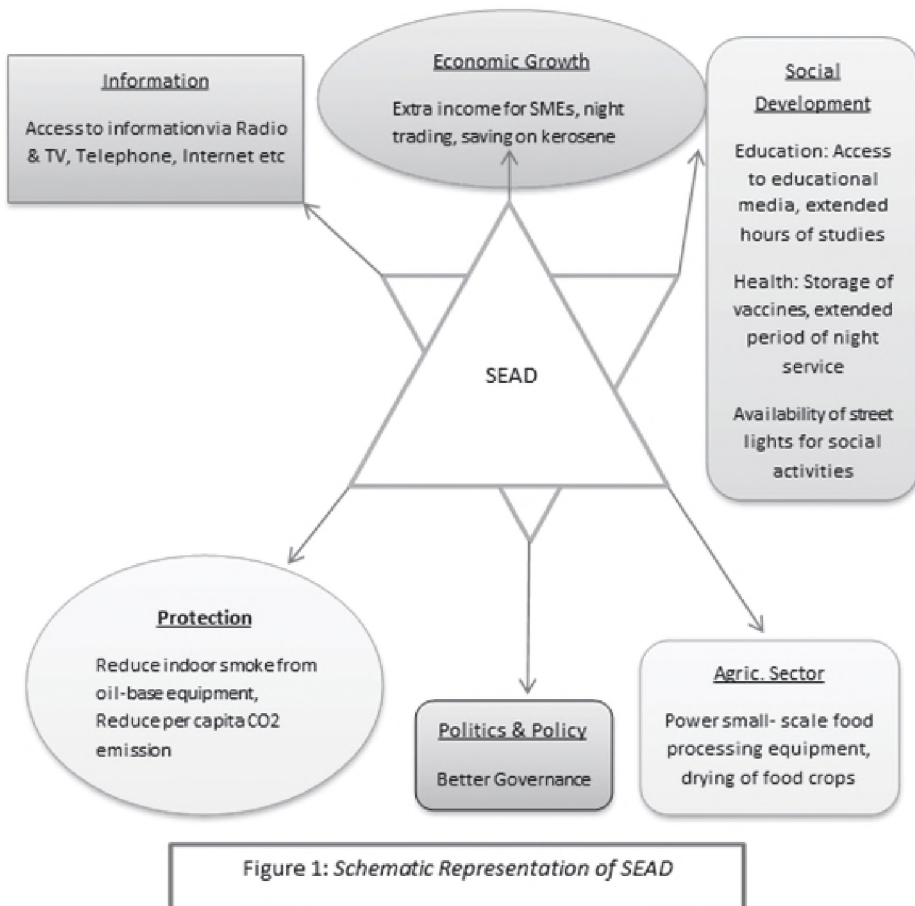 Information
Access to information via Radio
& TV, Telephone, Internet etc
Economic Growth
Extra income for SMEs, night
trading, saving on kerosene
Social
Development
Education: Access
to educational
media, extended
hours of studies
Health: Storage of
vaccines, extended
period of night
service
Availability of street
lights for social
activities
SEAD
Protection
Reduce indoor smoke from
oil-base equipment,
Reduce per capita CO2
emission
Politics & Policy
Better Governance
Agric. Sector
Power small- scale food
processing equipment,
drying of food crops
Figure 1: Schematic Representation of SEAD